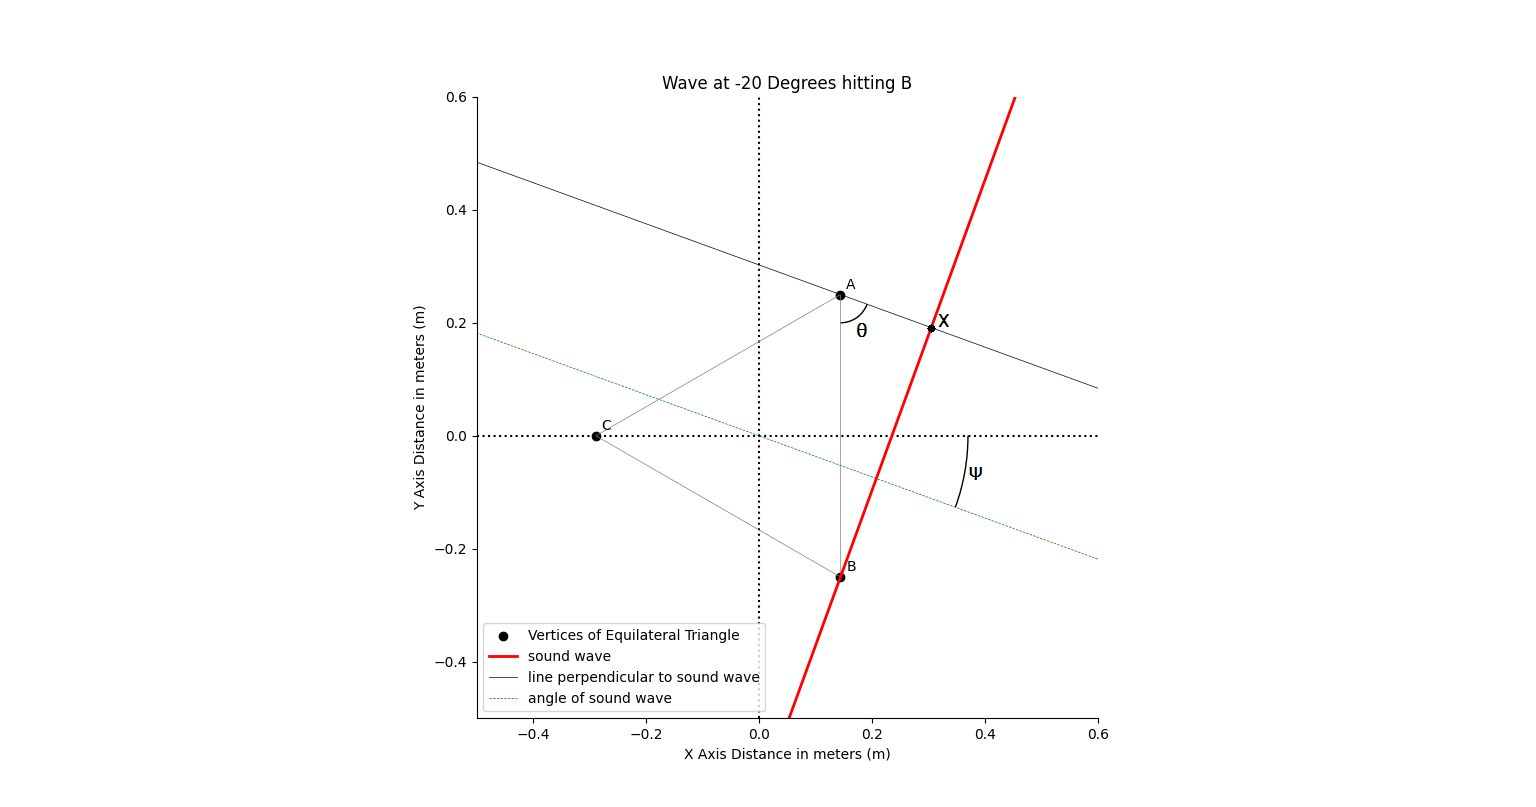 Wave at -20 Degrees hitting B
0.6
0.4
0.2
0.0
−0.2
−0.4
Y Axis Distance in meters (m)
A
θ
X
C
ψ
B
Vertices of Equilateral Triangle
sound wave
line perpendicular to sound wave
angle of sound wave
−0.4 −0.2 0.0 0.2 0.4 0.6
X Axis Distance in meters (m)